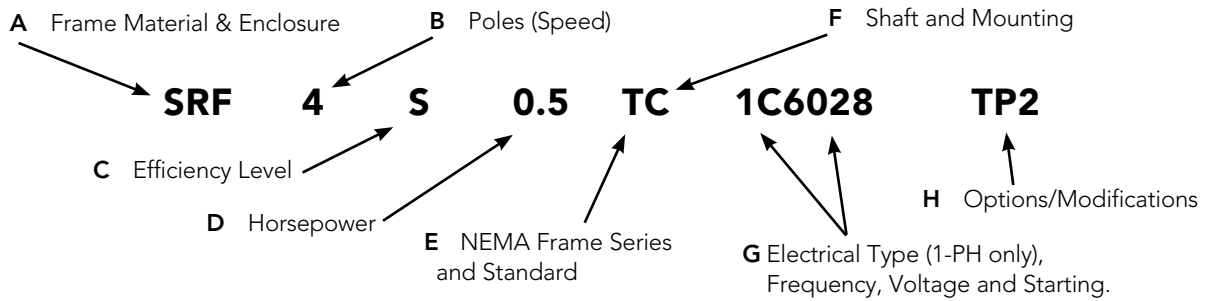 A Frame Material & Enclosure
B Poles (Speed)
F Shaft and Mounting
SRF 4 S 0.5 TC 1C6028 TP2
C Efficiency Level
D Horsepower
E NEMA Frame Series
and Standard
G Electrical Type (1-PH only),
Frequency, Voltage and Starting.
H Options/Modifications